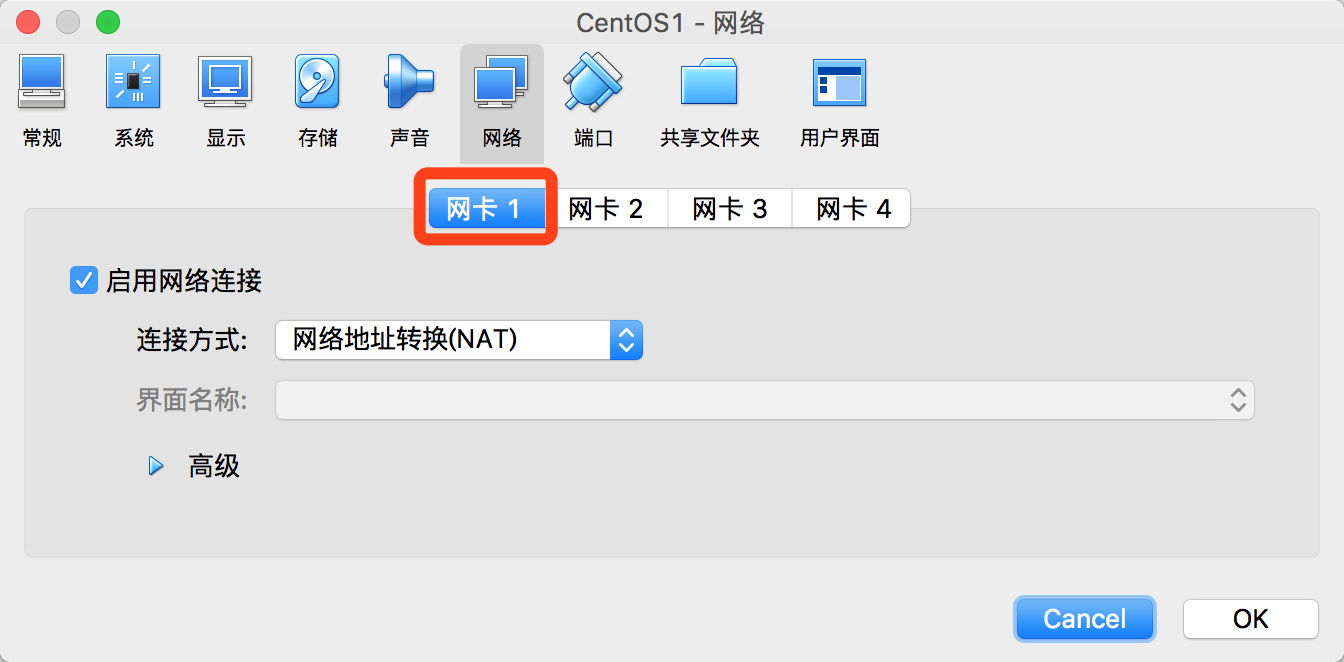 CentOS1 - 网络
常规 系统 显示 存储 声音 网络 端口 共享文件夹 用户界面
网卡 1 网卡 2 网卡 3 网卡 4
启用网络连接
连接方式: 网络地址转换(NAT)
界面名称:
高级
Cancel OK